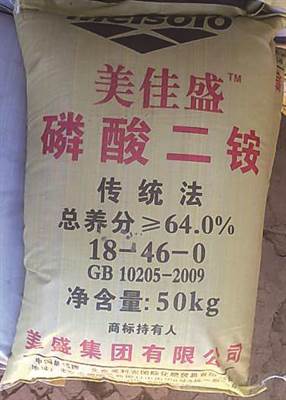 美佳盛™
磷酸二铵
传统法
总养分≥64.0%
18-46-0
GB 10205-2009
净含量:50kg
商标持有人
美盛集团有限公司